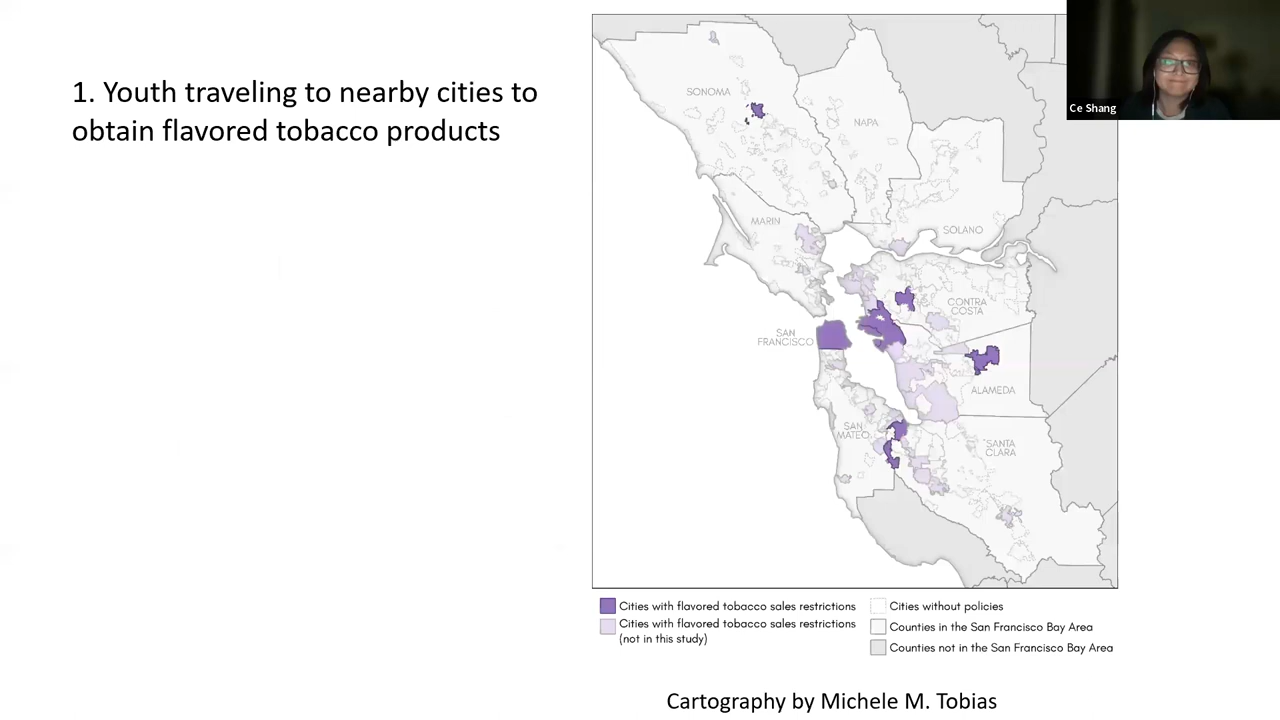 1. Youth traveling to nearby cities to
obtain flavored tobacco products
Ce Shang
SONOMA
NAPA
MARIN
SOLANO
CONTRA
COSTA
SAN
FRANCISCO
ALAMEDA
SAN
MATEO
SANTA
CLARA
Cities with flavored tobacco sales restrictions
Cities with flavored tobacco sales restrictions
(not in this study)
Cities without policies
Counties in the San Francisco Bay Area
Counties not in the San Francisco Bay Area
Cartography by Michele M. Tobias